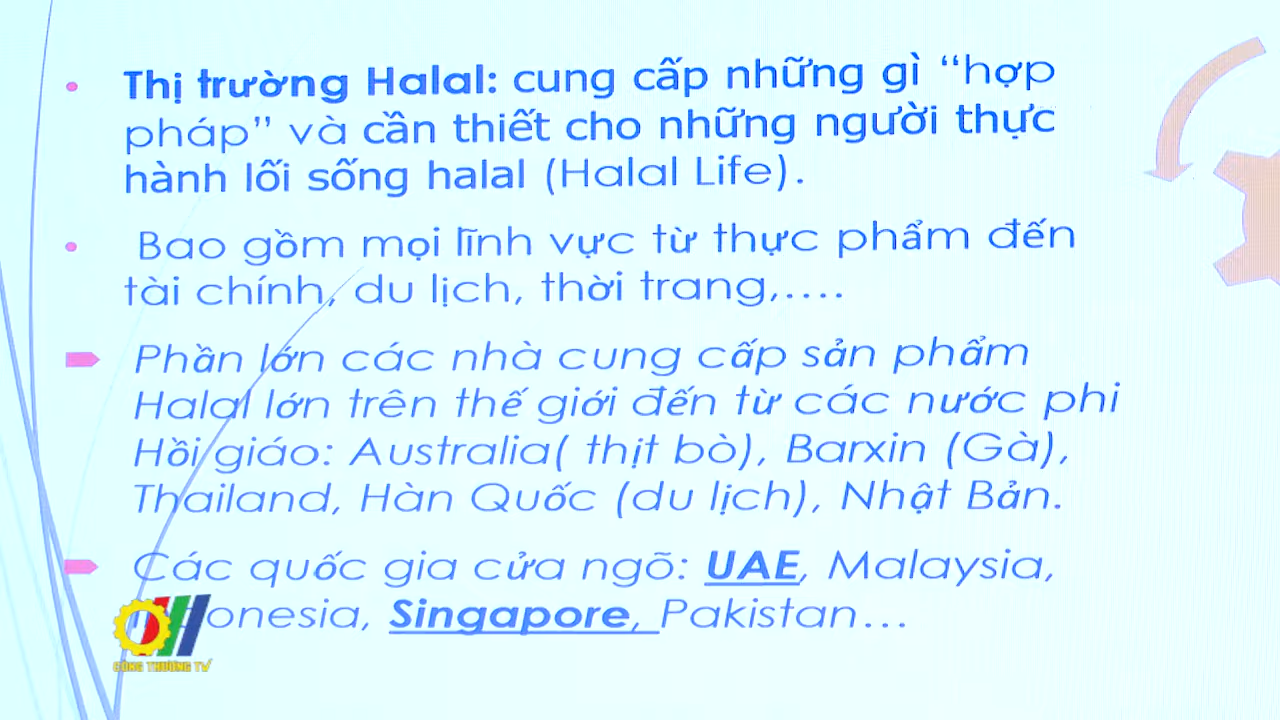 Thị trường Halal: cung cấp những gì “hợp
pháp” và cần thiết cho những người thực
hành lối sống halal (Halal Life).
Bao gồm mọi lĩnh vực từ thực phẩm đến
tài chính, du lịch, thời trang,....
Phần lớn các nhà cung cấp sản phẩm
Halal lớn trên thế giới đến từ các nước phi
Hồi giáo: Australia( thịt bò), Barxin (Gà),
Thailand, Hàn Quốc (du lịch), Nhật Bản.
Các quốc gia cửa ngõ: UAE, Malaysia,
Indonesia, Singapore, Pakistan...
CÔNG THƯƠNG TV